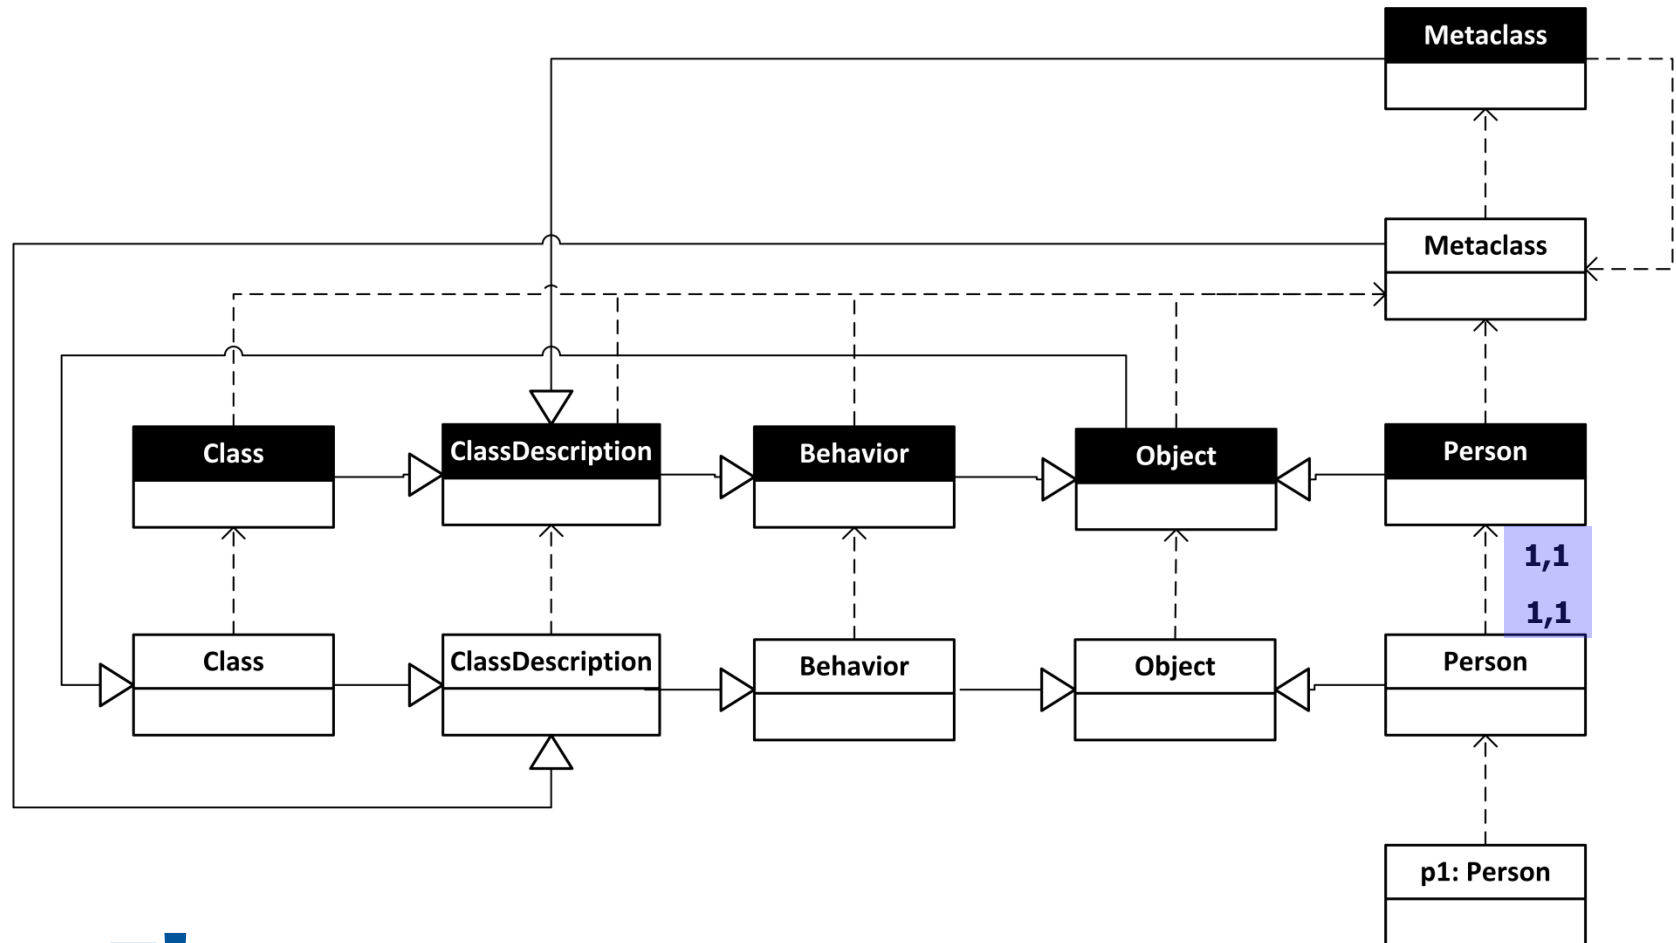 Metaclass
Metaclass
Class
ClassDescription
Behavior
Object
Person
1,1
1,1
Class
ClassDescription
Behavior
Object
Person
p1: Person